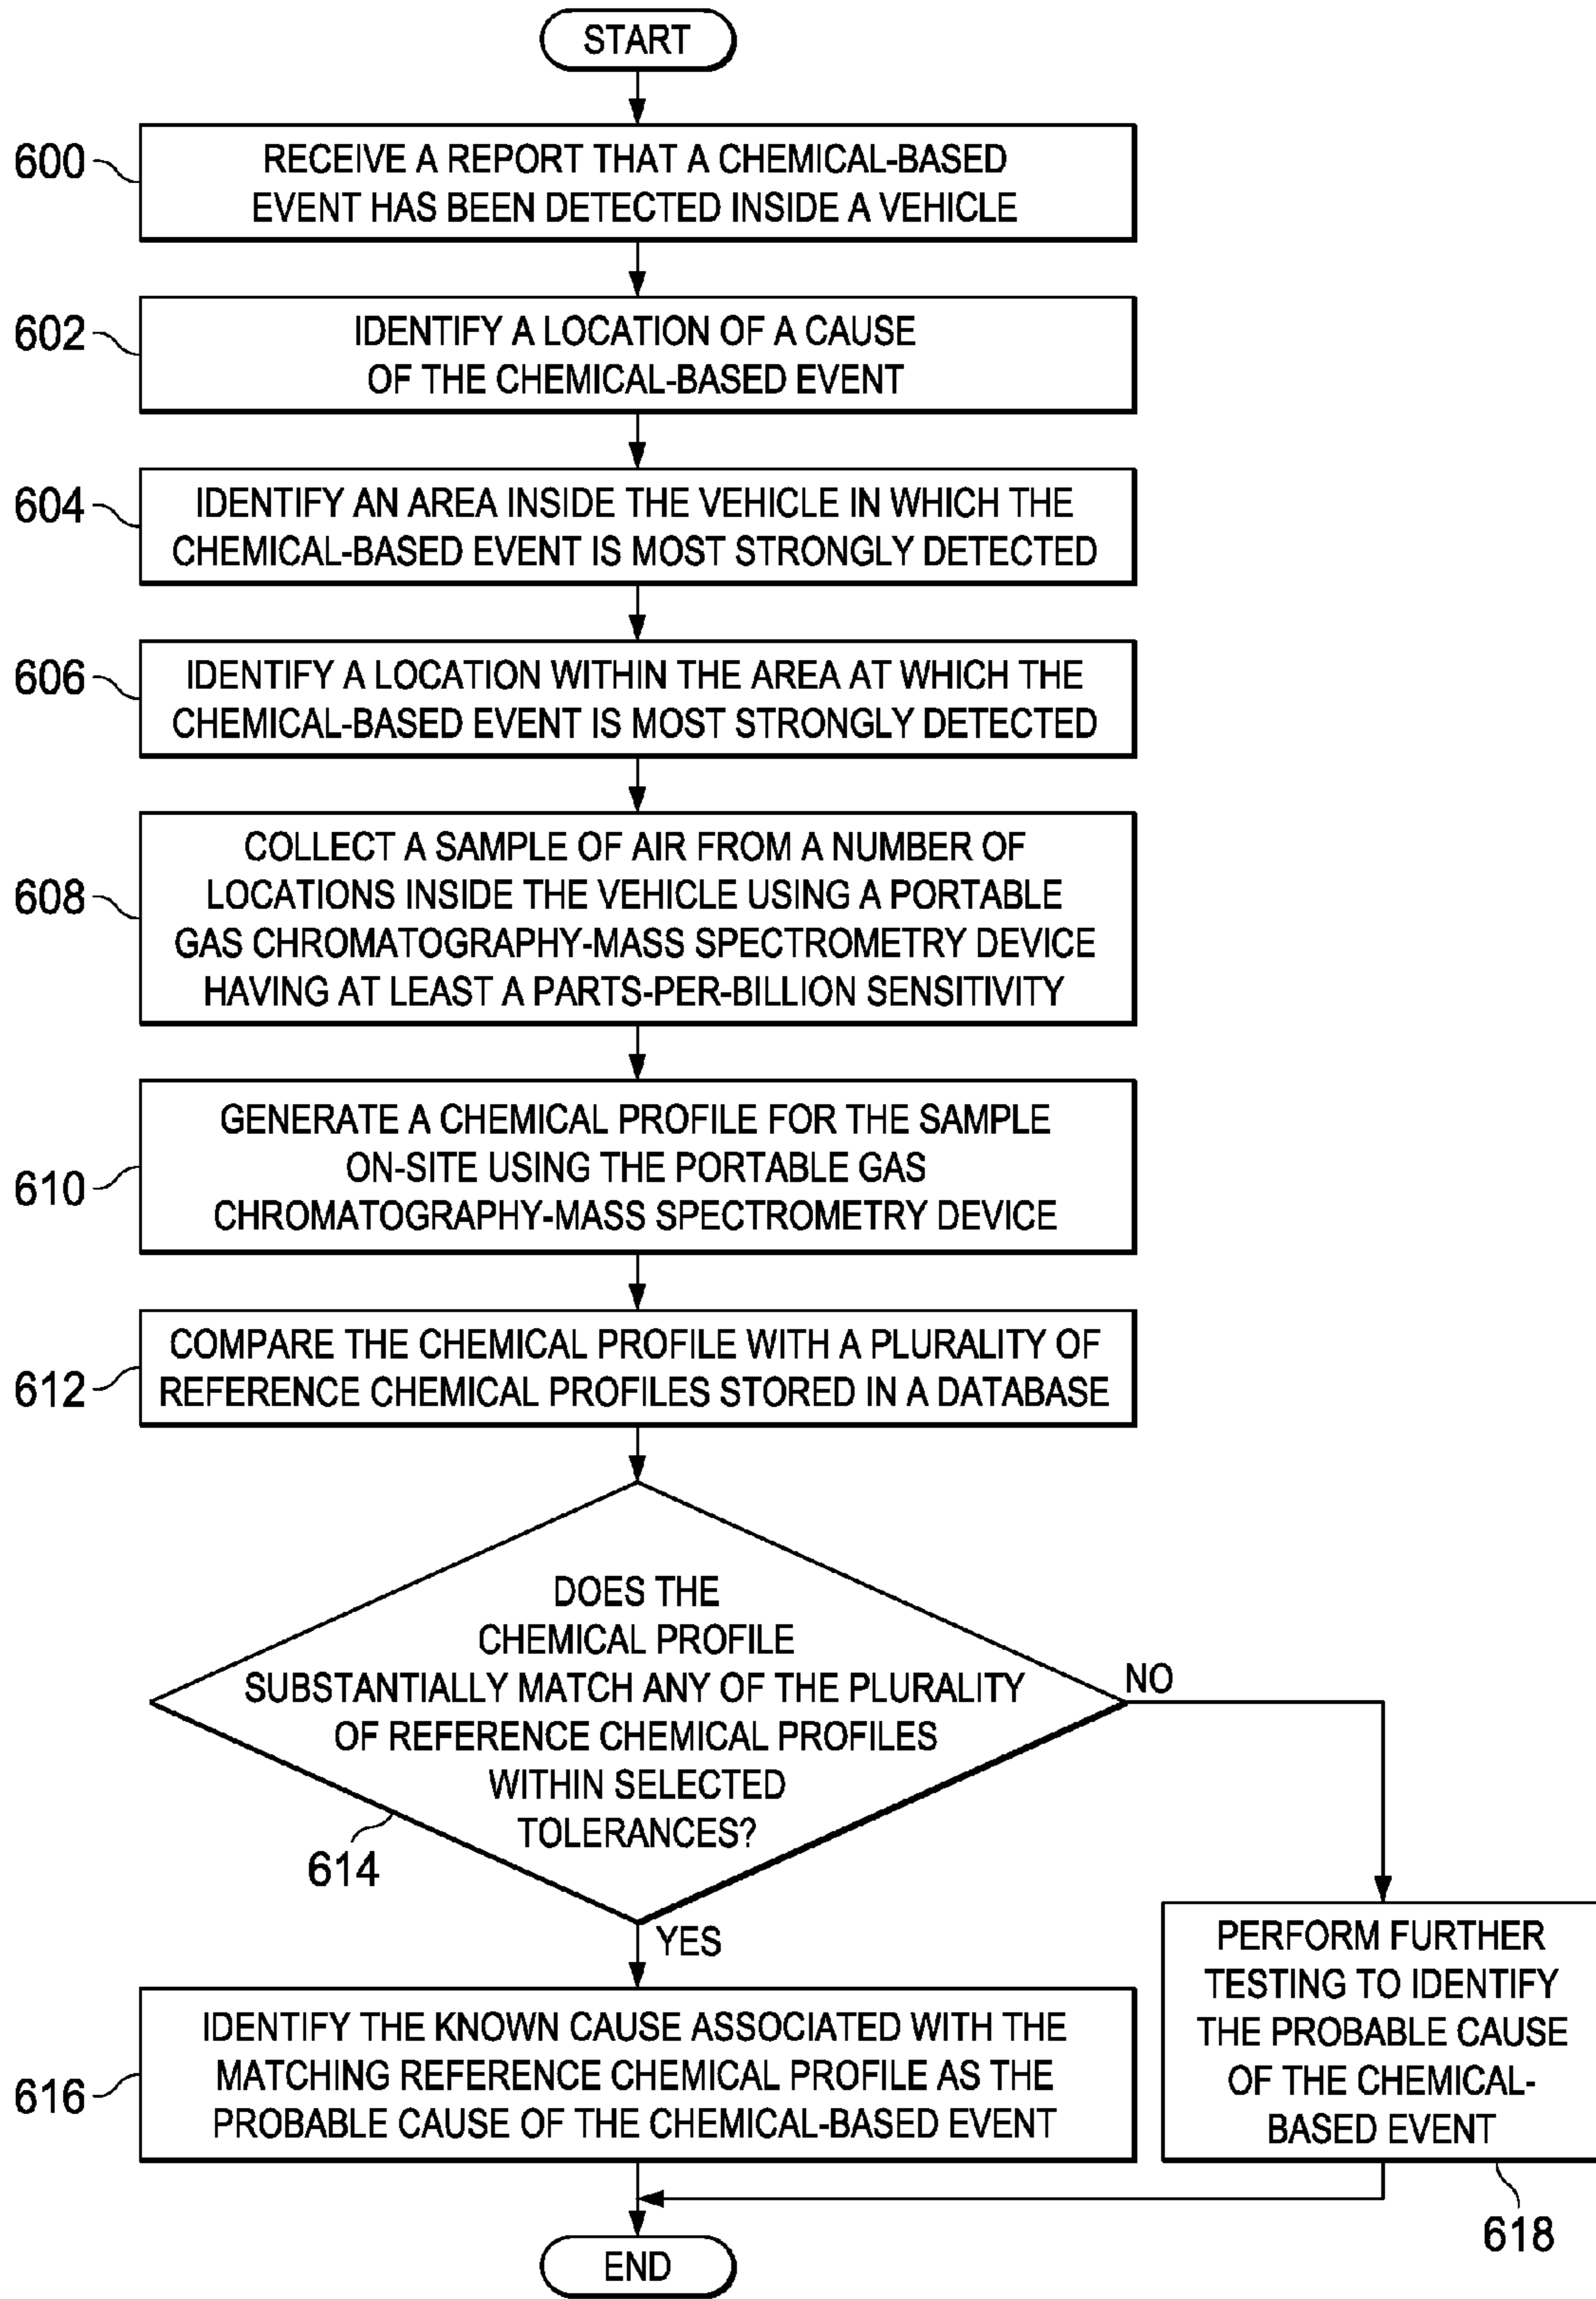 START
600
RECEIVE A REPORT THAT A CHEMICAL-BASED
EVENT HAS BEEN DETECTED INSIDE A VEHICLE
602
IDENTIFY A LOCATION OF A CAUSE
OF THE CHEMICAL-BASED EVENT
604
IDENTIFY AN AREA INSIDE THE VEHICLE IN WHICH THE
CHEMICAL-BASED EVENT IS MOST STRONGLY DETECTED
606
IDENTIFY A LOCATION WITHIN THE AREA AT WHICH THE
CHEMICAL-BASED EVENT IS MOST STRONGLY DETECTED
608
COLLECT A SAMPLE OF AIR FROM A NUMBER OF
LOCATIONS INSIDE THE VEHICLE USING A PORTABLE
GAS CHROMATOGRAPHY-MASS SPECTROMETRY DEVICE
HAVING AT LEAST A PARTS-PER-BILLION SENSITIVITY
610
GENERATE A CHEMICAL PROFILE FOR THE SAMPLE
ON-SITE USING THE PORTABLE GAS
CHROMATOGRAPHY-MASS SPECTROMETRY DEVICE
612
COMPARE THE CHEMICAL PROFILE WITH A PLURALITY OF
REFERENCE CHEMICAL PROFILES STORED IN A DATABASE
DOES THE
CHEMICAL PROFILE
SUBSTANTIALLY MATCH ANY OF THE PLURALITY
OF REFERENCE CHEMICAL PROFILES
WITHIN SELECTED
TOLERANCES?
614
NO
YES
616
IDENTIFY THE KNOWN CAUSE ASSOCIATED WITH THE
MATCHING REFERENCE CHEMICAL PROFILE AS THE
PROBABLE CAUSE OF THE CHEMICAL-BASED EVENT
PERFORM FURTHER
TESTING TO IDENTIFY
THE PROBABLE CAUSE
OF THE CHEMICAL-
BASED EVENT
618
END